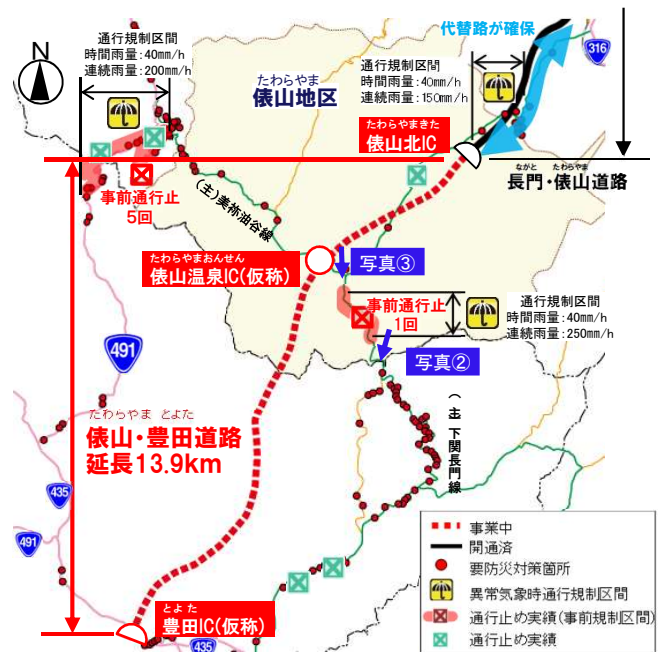 N
通行規制区間
時間雨量:40mm/h
連続雨量:200mm/h
代替路が確保
316
通行規制区間
時間雨量:40mm/h
連続雨量:150mm/h
たわらやま
俵山地区
たわらやまきた
俵山北IC
ながと たわらやま
長門・俵山道路
事前通行止
5回
(主)美祢油谷線
たわらやまおんせん
俵山温泉IC(仮称)
写真③
事前通行止
1回
通行規制区間
時間雨量:40mm/h
連続雨量:250mm/h
写真②
491
たわらやま とよた
俵山・豊田道路
延長13.9km
(主)下関長門線
435
491
とよた
豊田IC(仮称)
435
事業中
開通済
要防災対策箇所
異常気象時通行規制区間
通行止め実績(事前規制区間)
通行止め実績